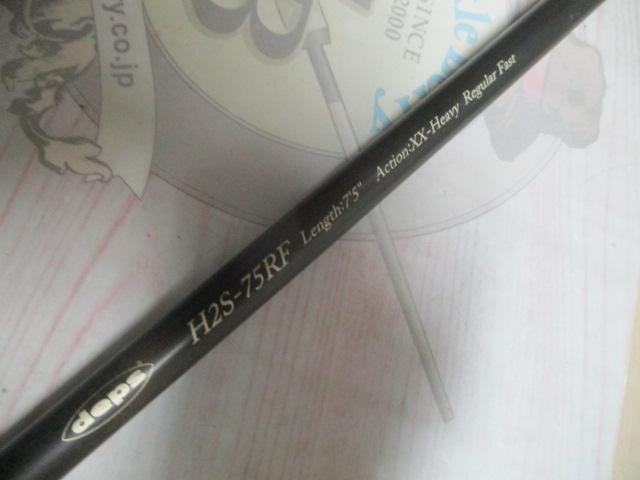 deps H2S-75RF Length:7'5" Action:XX-Heavy Regular Fast
SINCE
2000
y.co.jp
B